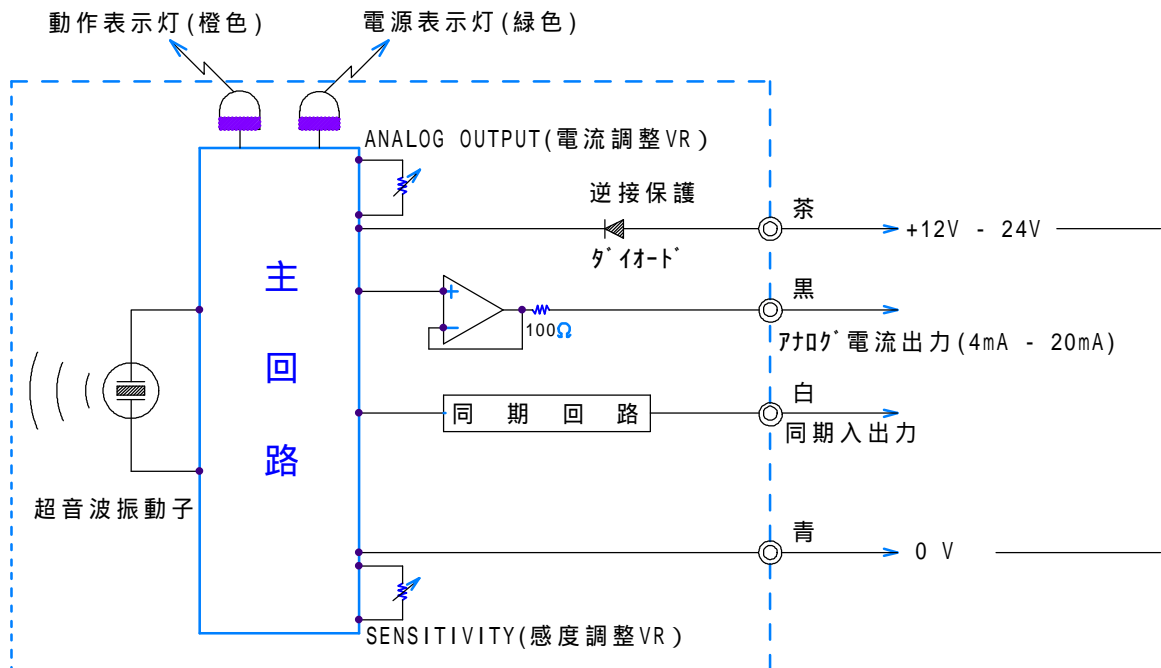 動作表示灯(橙色)
電源表示灯(緑色)
ANALOG OUTPUT(電流調整VR)
逆接保護
ﾀﾞｲｵｰﾄﾞ
茶
+12V - 24V
主
回
路
+
-
100Ω
黒
ｱﾅﾛｸﾞ電流出力(4mA - 20mA)
同期回路
白
同期入出力
超音波振動子
青
0 V
SENSITIVITY(感度調整VR)